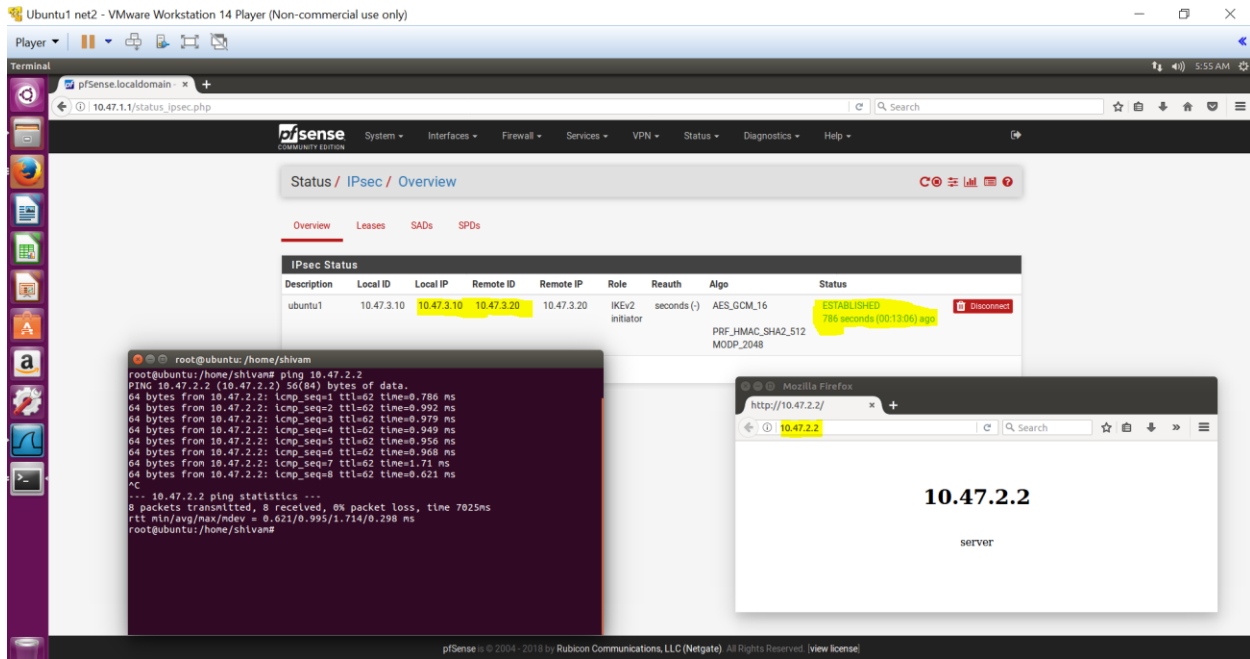 Ubuntu1 net2 - VMware Workstation 14 Player (Non-commercial use only)
Player
Terminal
5:55 AM
pfSense.localdomain -
10.47.1.1/status_ipsec.php
Search
pfsense
COMMUNITY EDITION
System
Interfaces
Firewall
Services
VPN
Status
Diagnostics
Help
Status / IPsec / Overview
Overview Leases SADs SPDs
IPsec Status
Description Local ID Local IP Remote ID Remote IP Role Reauth Algo Status
ubuntu1 10.47.3.10 10.47.3.10 10.47.3.20 10.47.3.20 IKEv2 seconds (-) AES_GCM_16 ESTABLISHED Disconnect
initiator 786 seconds (00:13:06) ago
PRF_HMAC_SHA2_512
MODP_2048
root@ubuntu: /home/shivam
root@ubuntu:/home/shivam# ping 10.47.2.2
PING 10.47.2.2 (10.47.2.2) 56(84) bytes of data.
64 bytes from 10.47.2.2: icmp_seq=1 ttl=62 time=0.786 ms
64 bytes from 10.47.2.2: icmp_seq=2 ttl=62 time=0.992 ms
64 bytes from 10.47.2.2: icmp_seq=3 ttl=62 time=0.979 ms
64 bytes from 10.47.2.2: icmp_seq=4 ttl=62 time=0.949 ms
64 bytes from 10.47.2.2: icmp_seq=5 ttl=62 time=0.956 ms
64 bytes from 10.47.2.2: icmp_seq=6 ttl=62 time=0.968 ms
64 bytes from 10.47.2.2: icmp_seq=7 ttl=62 time=1.71 ms
64 bytes from 10.47.2.2: icmp_seq=8 ttl=62 time=0.621 ms
^C
--- 10.47.2.2 ping statistics ---
8 packets transmitted, 8 received, 0% packet loss, time 7025ms
rtt min/avg/max/mdev = 0.621/0.995/1.714/0.298 ms
root@ubuntu:/home/shivam#
Mozilla Firefox
http://10.47.2.2/
10.47.2.2
Search
10.47.2.2
server
pfSense is © 2004 - 2018 by Rubicon Communications, LLC (Netgate). All Rights Reserved. [view license]